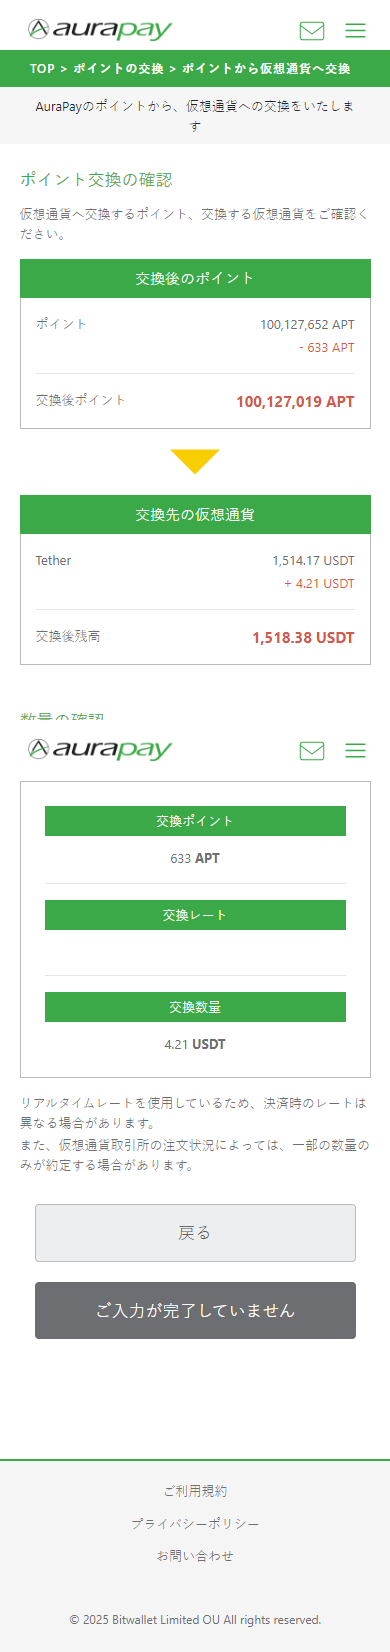 aurapay
TOP > ポイントの交換 > ポイントから仮想通貨へ交換
AuraPayのポイントから、仮想通貨への交換をいたしま
す
ポイント交換の確認
仮想通貨へ交換するポイント、交換する仮想通貨をご確認く
ださい。
交換後のポイント
ポイント 100,127,652 APT
- 633 APT
交換後ポイント 100,127,019 APT
交換先の仮想通貨
Tether 1,514.17 USDT
+ 4.21 USDT
交換後残高 1,518.38 USDT
数量の確認
aurapay
交換ポイント
633 APT
交換レート
交換数量
4.21 USDT
リアルタイムレートを使用しているため、決済時のレートは
異なる場合があります。
また、仮想通貨取引所の注文状況によっては、一部の数量の
みが約定する場合があります。
戻る
ご入力が完了していません
ご利用規約
プライバシーポリシー
お問い合わせ
© 2025 Bitwallet Limited OU All rights reserved.